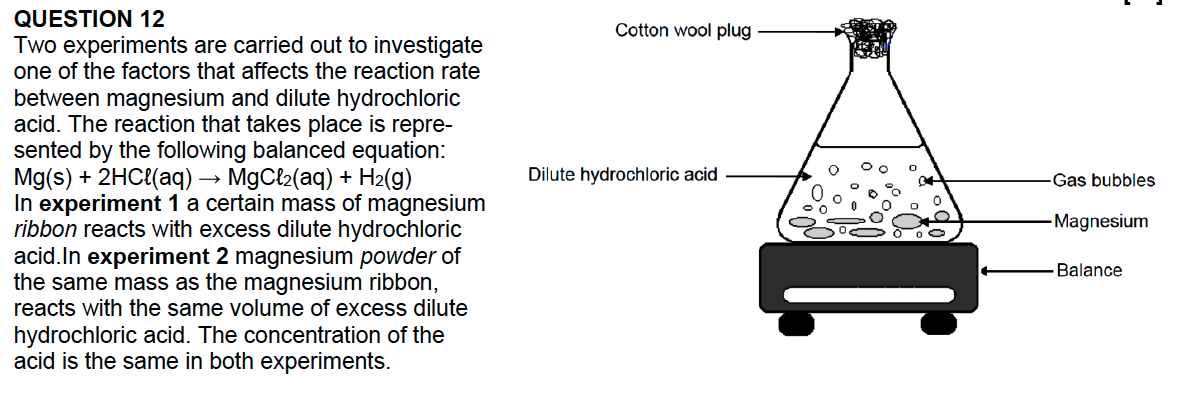 QUESTION 12
Two experiments are carried out to investigate
one of the factors that affects the reaction rate
between magnesium and dilute hydrochloric
acid. The reaction that takes place is repre-
sented by the following balanced equation:
Mg(s) + 2HCℓ(aq) → MgCℓ2(aq) + H2(g)
In experiment 1 a certain mass of magnesium
ribbon reacts with excess dilute hydrochloric
acid.In experiment 2 magnesium powder of
the same mass as the magnesium ribbon,
reacts with the same volume of excess dilute
hydrochloric acid. The concentration of the
acid is the same in both experiments.
Cotton wool plug
Dilute hydrochloric acid
Gas bubbles
Magnesium
Balance